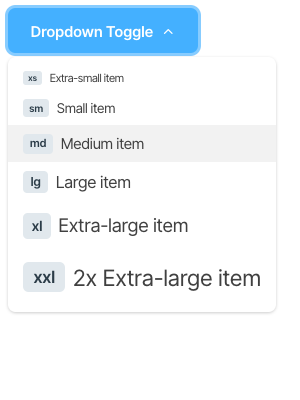 Dropdown Toggle
xs Extra-small item
sm Small item
md Medium item
lg Large item
xl Extra-large item
xxl 2x Extra-large item